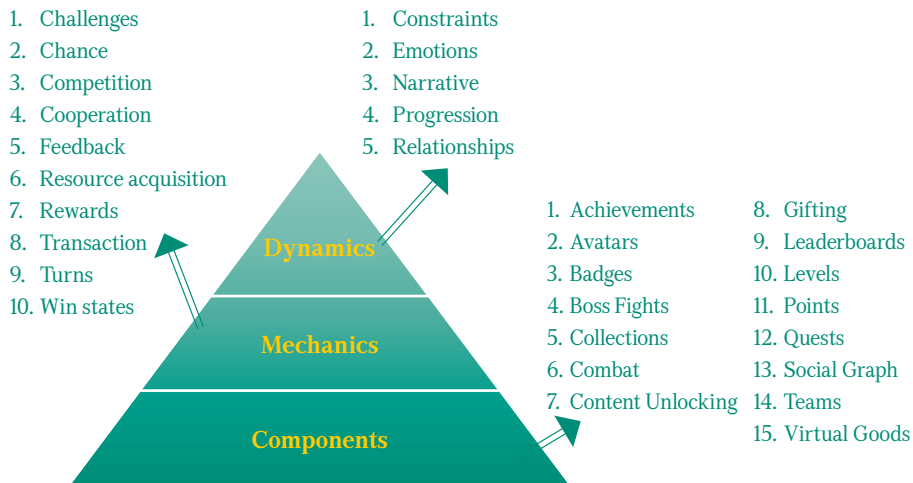 1. Challenges
2. Chance
3. Competition
4. Cooperation
5. Feedback
6. Resource acquisition
7. Rewards
8. Transaction
9. Turns
10. Win states
1. Constraints
2. Emotions
3. Narrative
4. Progression
5. Relationships
Dynamics
Mechanics
Components
1. Achievements
2. Avatars
3. Badges
4. Boss Fights
5. Collections
6. Combat
7. Content Unlocking
8. Gifting
9. Leaderboards
10. Levels
11. Points
12. Quests
13. Social Graph
14. Teams
15. Virtual Goods